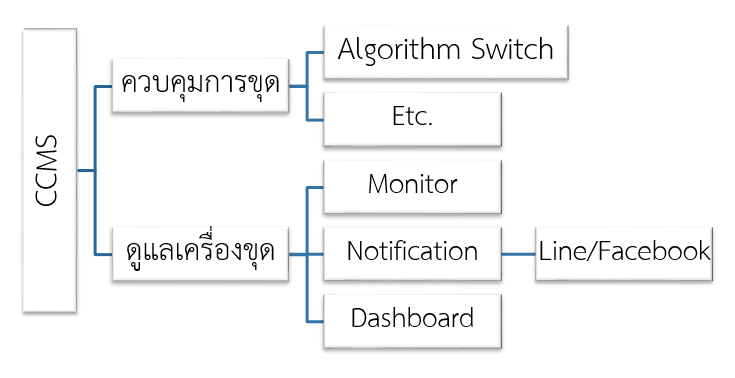 CCMS
ควบคุมการขุด
Algorithm Switch
Etc.
ดูแลเครื่องขุด
Monitor
Notification
Line/Facebook
Dashboard